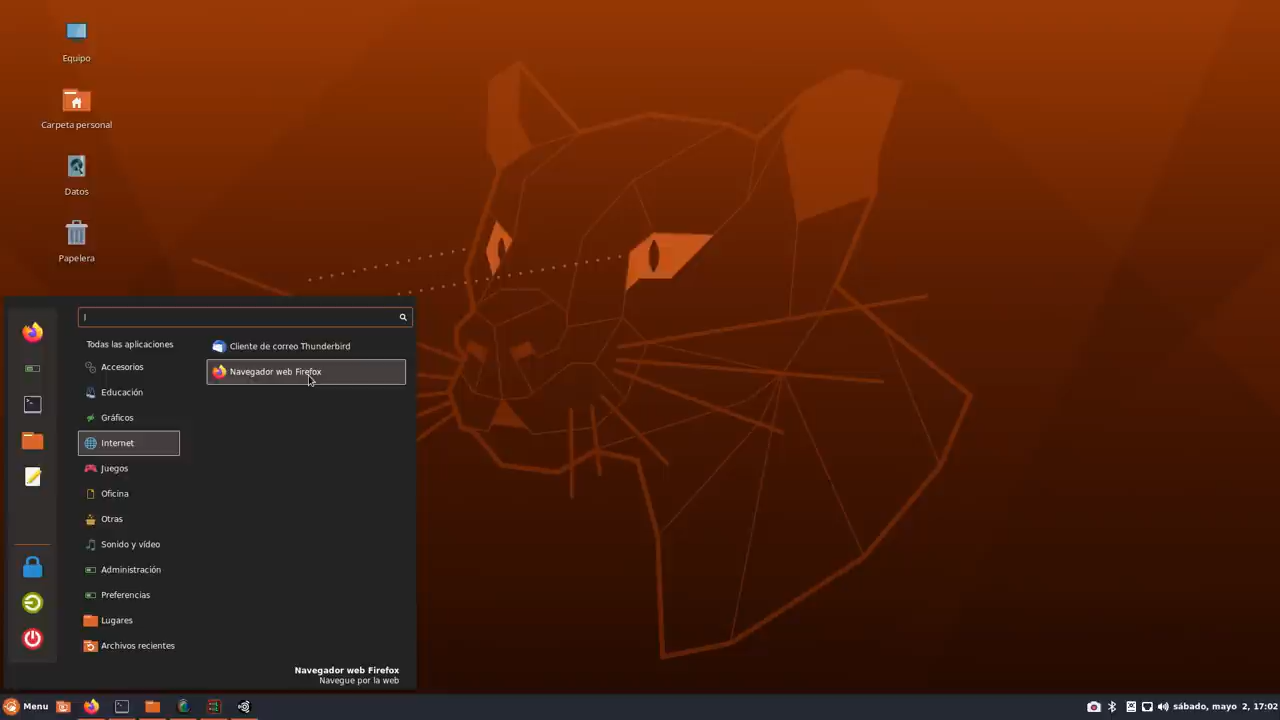 Equipo
Carpeta personal
Datos
Papelera
Todas las aplicaciones
Accesorios
Educación
Gráficos
Internet
Juegos
Oficina
Otras
Sonido y vídeo
Administración
Preferencias
Lugares
Archivos recientes
Cliente de correo Thunderbird
Navegador web Firefox
Navegador web Firefox
Navegue por la web
Menu
sábado, mayo 2, 17:02